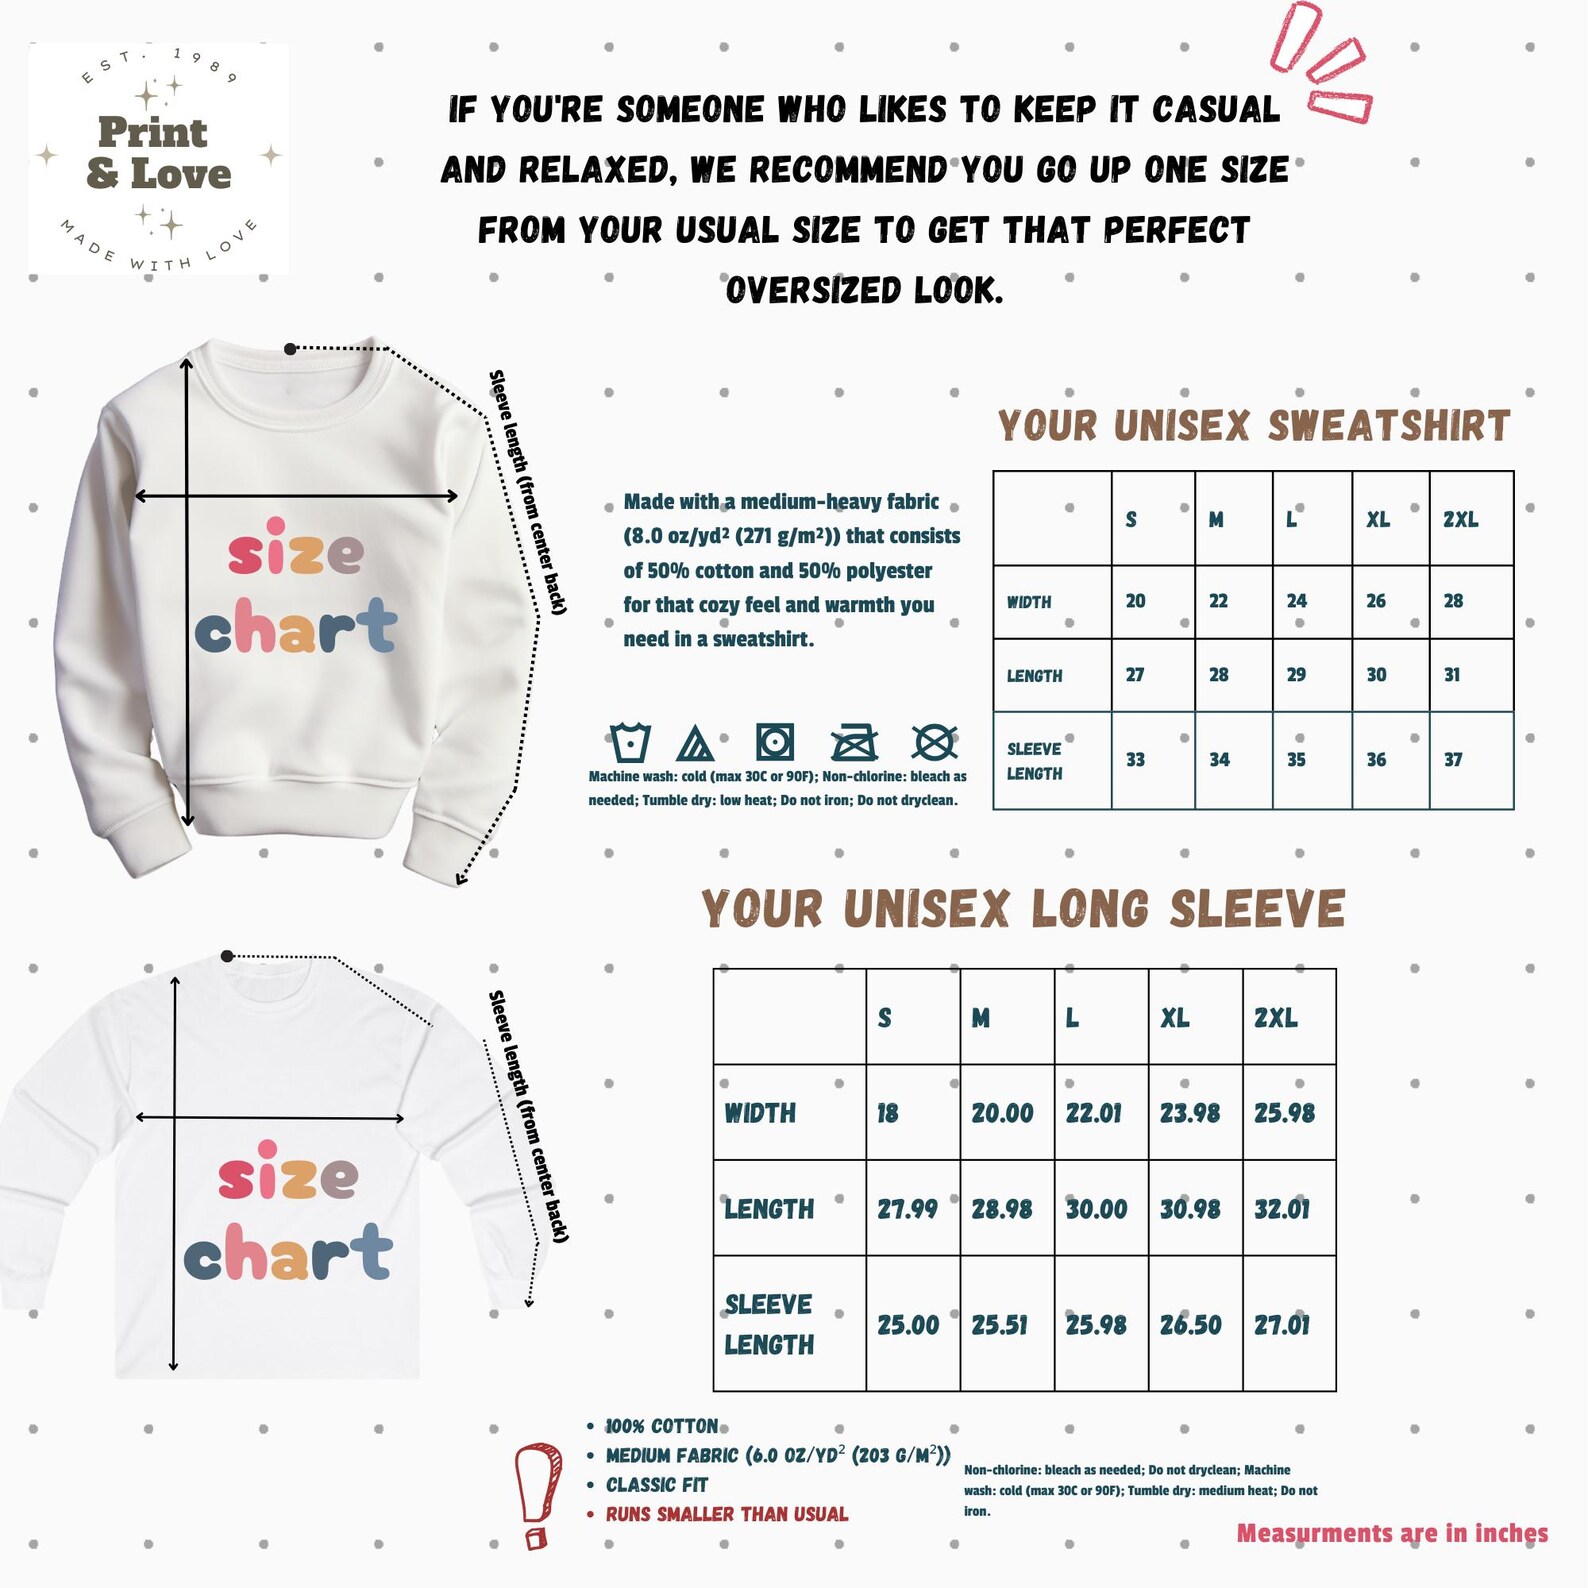 EST. 1989
Print
& Love
MADE WITH LOVE
IF YOU'RE SOMEONE WHO LIKES TO KEEP IT CASUAL
AND RELAXED, WE RECOMMEND YOU GO UP ONE SIZE
FROM YOUR USUAL SIZE TO GET THAT PERFECT
OVERSIZED LOOK.
Sleeve length (from center back)
size
chart
Made with a medium-heavy fabric
(8.0 oz/yd² (271 g/m²)) that consists
of 50% cotton and 50% polyester
for that cozy feel and warmth you
need in a sweatshirt.
Machine wash: cold (max 30C or 90F); Non-chlorine: bleach as
needed; Tumble dry: low heat; Do not iron; Do not dryclean.
YOUR UNISEX SWEATSHIRT
S M L XL 2XL
WIDTH 20 22 24 26 28
LENGTH 27 28 29 30 31
SLEEVE
LENGTH 33 34 35 36 37
YOUR UNISEX LONG SLEEVE
Sleeve length (from center back)
size
chart
S M L XL 2XL
WIDTH 18 20.00 22.01 23.98 25.98
LENGTH 27.99 28.98 30.00 30.98 32.01
SLEEVE
LENGTH 25.00 25.51 25.98 26.50 27.01
• 100% COTTON
• MEDIUM FABRIC (6.0 OZ/YD² (203 G/M²))
• CLASSIC FIT
• RUNS SMALLER THAN USUAL
Non-chlorine: bleach as needed; Do not dryclean; Machine
wash: cold (max 30C or 90F); Tumble dry: medium heat; Do not
iron.
Measurments are in inches